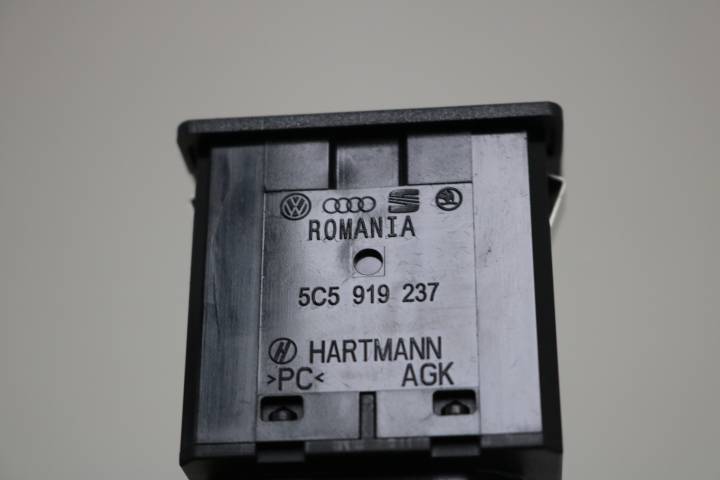 ROMANIA
5C5 919 237
HARTMANN
>PC< AGK